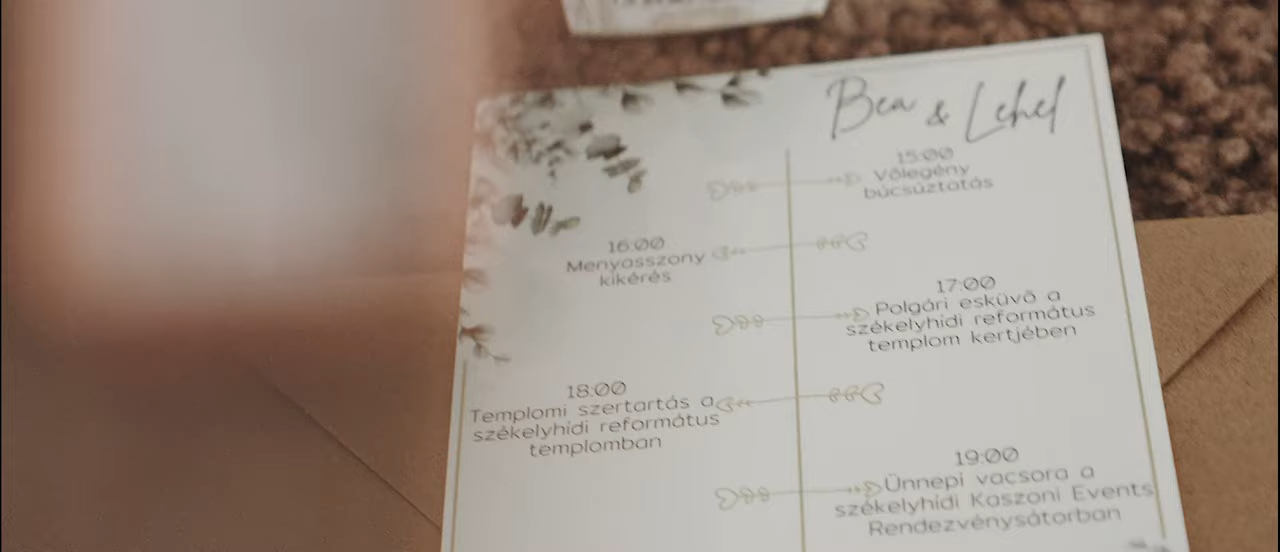 Bea & Lehel
15:00
Vőlegény
búcsúztatás
16:00
Menyasszony
kikérés
17:00
Polgári esküvő a
székelyhídi református
templom kertjében
18:00
Templomi szertartás a
székelyhídi református
templomban
19:00
Ünnepi vacsora a
székelyhídi Kaszoni Events
Rendezvénysátorban